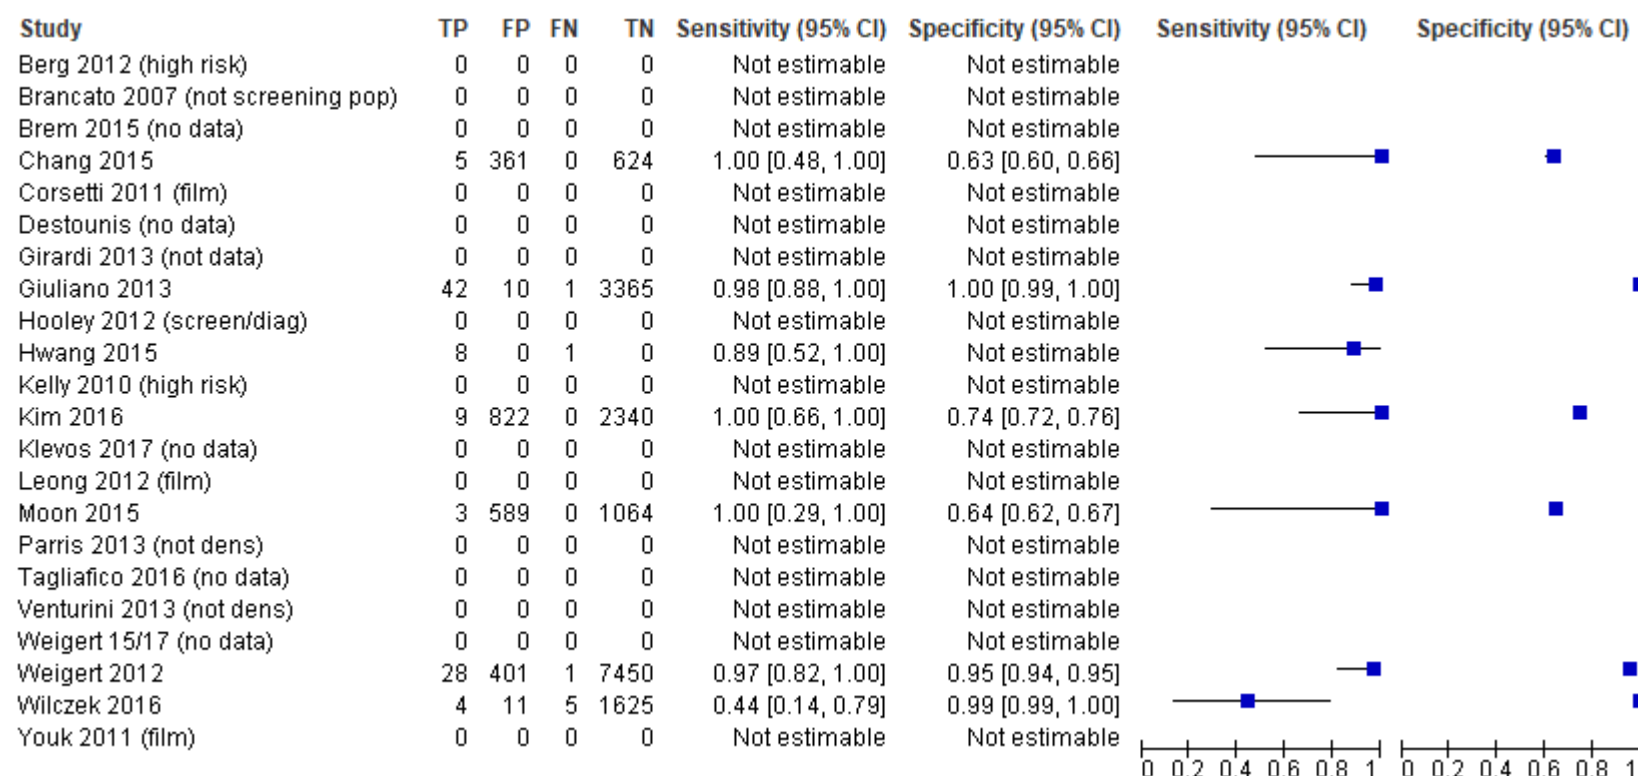 Study TP FP FN TN Sensitivity (95% CI) Specificity (95% CI) Sensitivity (95% CI) Specificity (95% CI)
Berg 2012 (high risk) 0 0 0 0 Not estimable Not estimable
Brancato 2007 (not screening pop) 0 0 0 0 Not estimable Not estimable
Brem 2015 (no data) 0 0 0 0 Not estimable Not estimable
Chang 2015 5 361 0 624 1.00 [0.48, 1.00] 0.63 [0.60, 0.66]
Corsetti 2011 (film) 0 0 0 0 Not estimable Not estimable
Destounis (no data) 0 0 0 0 Not estimable Not estimable
Girardi 2013 (not data) 0 0 0 0 Not estimable Not estimable
Giuliano 2013 42 10 1 3365 0.98 [0.88, 1.00] 1.00 [0.99, 1.00]
Hooley 2012 (screen/diag) 0 0 0 0 Not estimable Not estimable
Hwang 2015 8 0 1 0 0.89 [0.52, 1.00] Not estimable
Kelly 2010 (high risk) 0 0 0 0 Not estimable Not estimable
Kim 2016 9 822 0 2340 1.00 [0.66, 1.00] 0.74 [0.72, 0.76]
Klevos 2017 (no data) 0 0 0 0 Not estimable Not estimable
Leong 2012 (film) 0 0 0 0 Not estimable Not estimable
Moon 2015 3 589 0 1064 1.00 [0.29, 1.00] 0.64 [0.62, 0.67]
Parris 2013 (not dens) 0 0 0 0 Not estimable Not estimable
Tagliafico 2016 (no data) 0 0 0 0 Not estimable Not estimable
Venturini 2013 (not dens) 0 0 0 0 Not estimable Not estimable
Weigert 15/17 (no data) 0 0 0 0 Not estimable Not estimable
Weigert 2012 28 401 1 7450 0.97 [0.82, 1.00] 0.95 [0.94, 0.95]
Wilczek 2016 4 11 5 1625 0.44 [0.14, 0.79] 0.99 [0.99, 1.00]
Youk 2011 (film) 0 0 0 0 Not estimable Not estimable
0 0.2 0.4 0.6 0.8 1 0 0.2 0.4 0.6 0.8 1